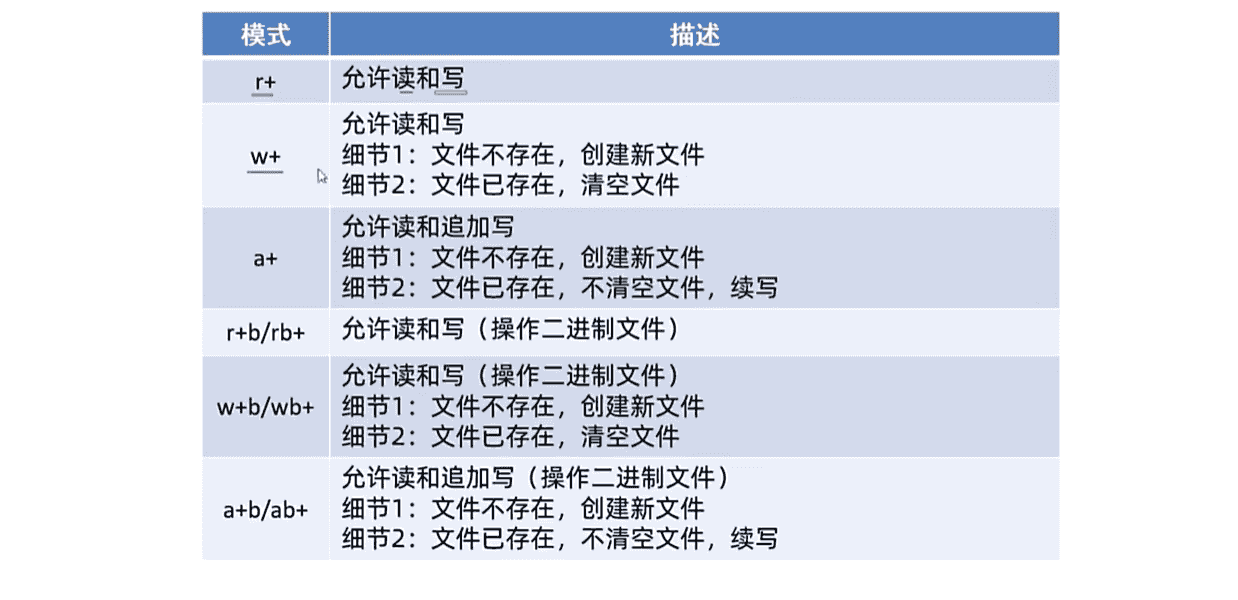 模式 描述
r+ 允许读和写
允许读和写
w+ 细节1：文件不存在，创建新文件
细节2：文件已存在，清空文件
允许读和追加写
a+ 细节1：文件不存在，创建新文件
细节2：文件已存在，不清空文件，续写
r+b/rb+ 允许读和写（操作二进制文件）
允许读和写（操作二进制文件）
w+b/wb+ 细节1：文件不存在，创建新文件
细节2：文件已存在，清空文件
允许读和追加写（操作二进制文件）
a+b/ab+ 细节1：文件不存在，创建新文件
细节2：文件已存在，不清空文件，续写